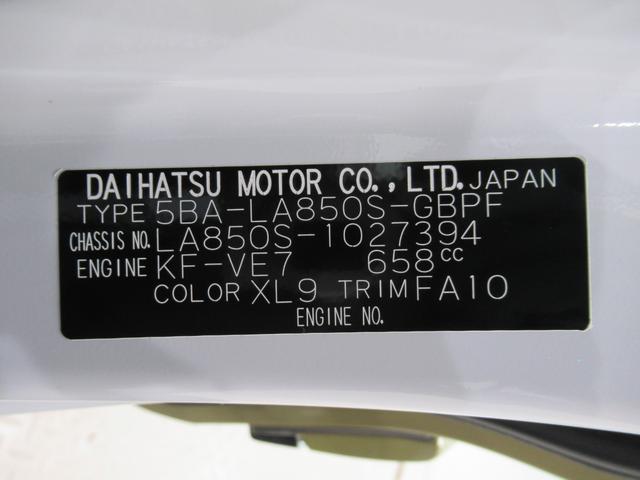 DAIHATSU MOTOR CO., LTD. JAPAN
TYPE 5BA-LA850S-GBPF
CHASSIS NO. LA850S-1027394
ENGINE KF-VE7 658cc
COLOR XL9 TRIM FA10
ENGINE NO.